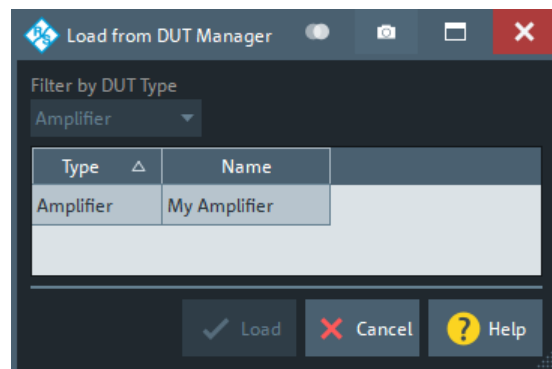 Load from DUT Manager
Filter by DUT Type
Amplifier
Type Name
Amplifier My Amplifier
Load Cancel ? Help